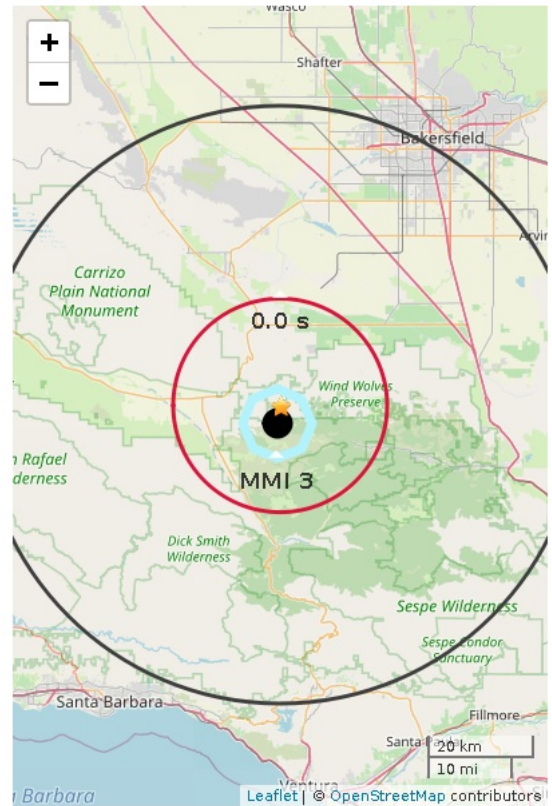 +
−
Wasco
Shafter
Bakersfield
Arvin
Carrizo
Plain National
Monument
0.0 s
Wind Wolves
Preserve
MMI 3
n Rafael
derness
Dick Smith
Wilderness
Sespe Wilderness
Sespe Condor
Sanctuary
Santa Barbara
Fillmore
Santa Paula
20 km
10 mi
Ventura
a Barbara
Leaflet | © OpenStreetMap contributors